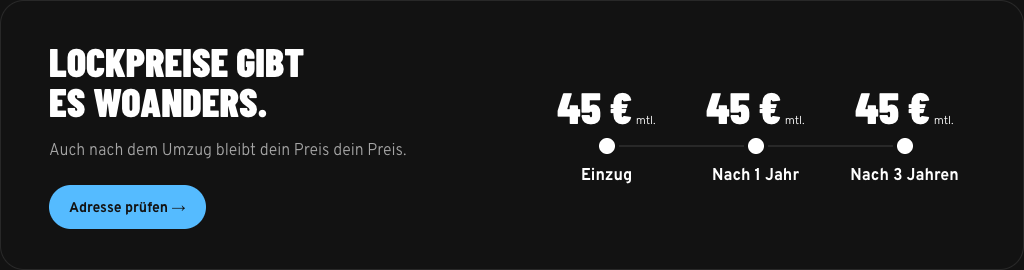 LOCKPREISE GIBT
ES WOANDERS.
Auch nach dem Umzug bleibt dein Preis dein Preis.
Adresse prüfen →
45 € mtl.
45 € mtl.
45 € mtl.
Einzug
Nach 1 Jahr
Nach 3 Jahren